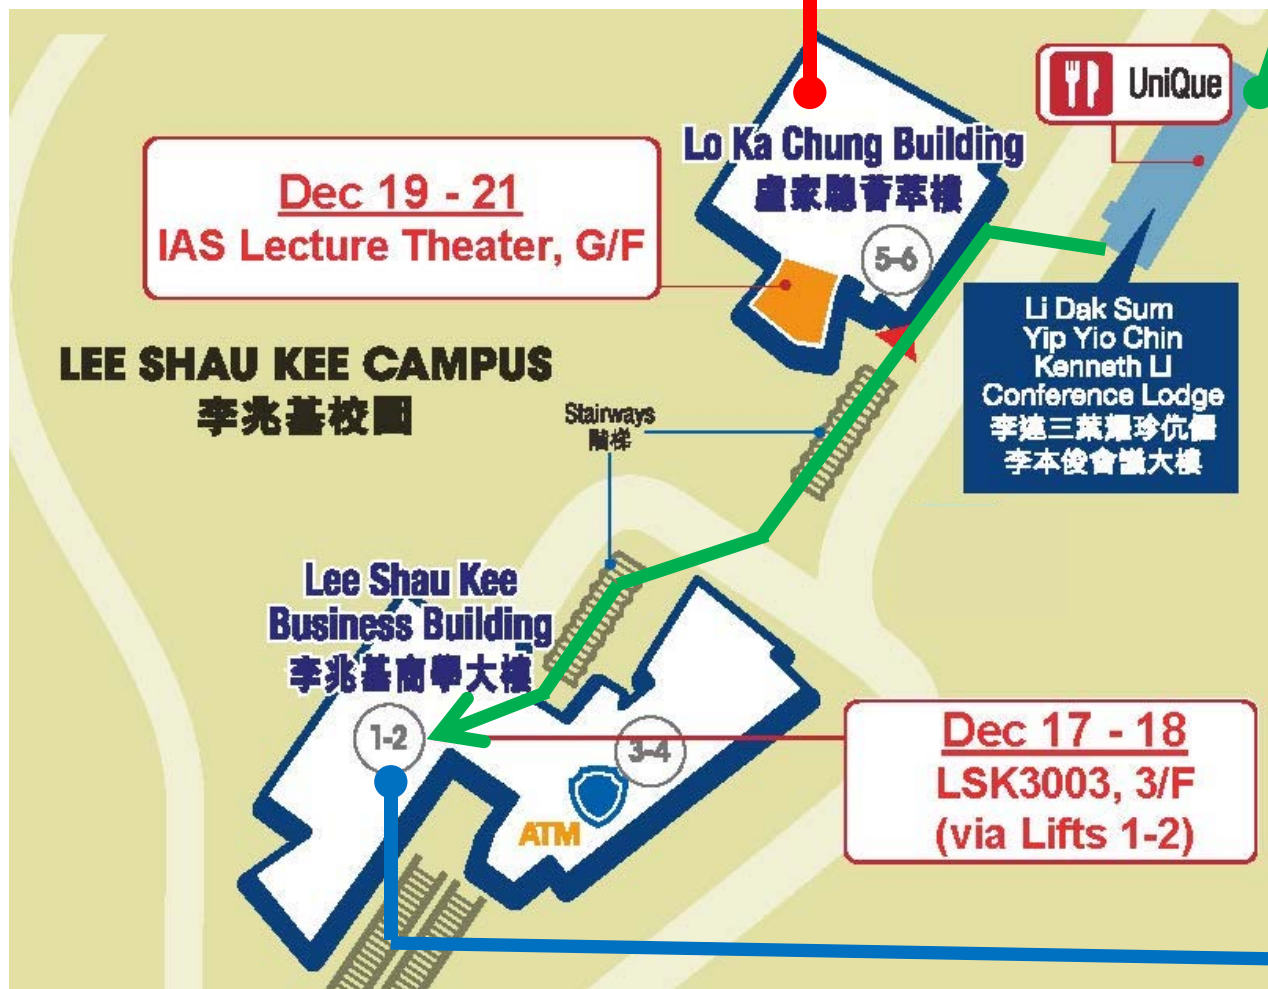 UniQue
Lo Ka Chung Building
盧家驄薈萃樓
5-6
Dec 19 - 21
IAS Lecture Theater, G/F
Li Dak Sum
Yip Yio Chin
Kenneth Li
Conference Lodge
李達三葉耀珍伉儷
李本俊會議大樓
LEE SHAU KEE CAMPUS
李兆基校園
Stairways
階梯
Lee Shau Kee
Business Building
李兆基商學大樓
1-2
3-4
ATM
Dec 17 - 18
LSK3003, 3/F
(via Lifts 1-2)